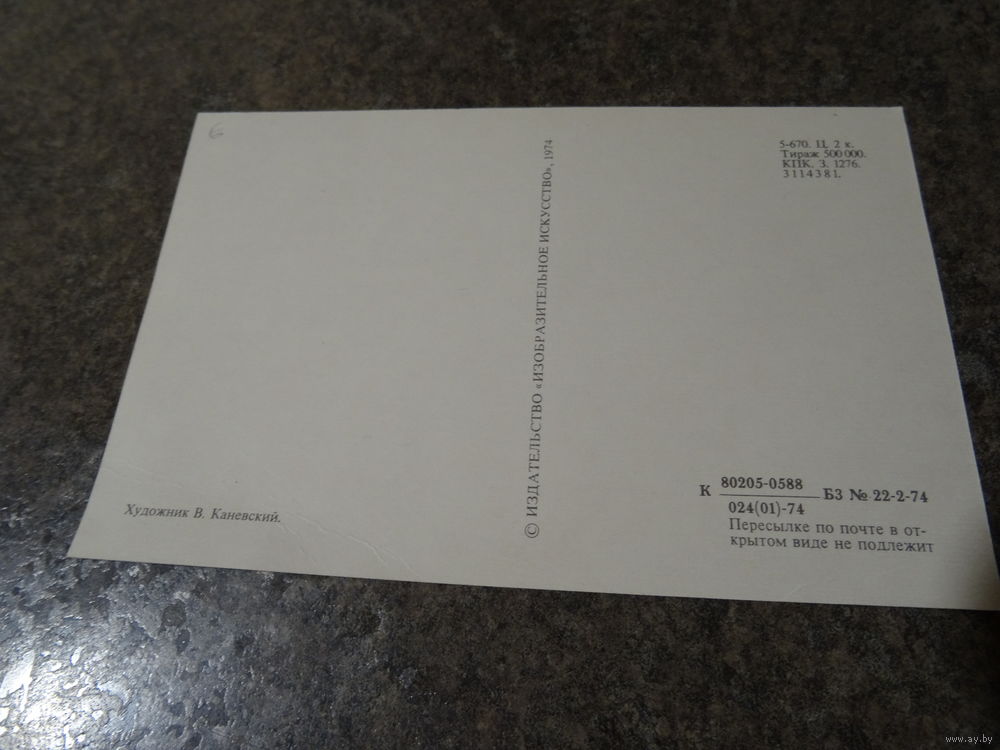 6
5-670. Ц. 2 к.
Тираж 500 000.
КПК. З. 1276.
3114381.
© ИЗДАТЕЛЬСТВО «ИЗОБРАЗИТЕЛЬНОЕ ИСКУССТВО», 1974
Художник В. Каневский.
К 80205-0588
024(01)-74
БЗ № 22-2-74
Пересылке по почте в от-
крытом виде не подлежит
www.ay.by